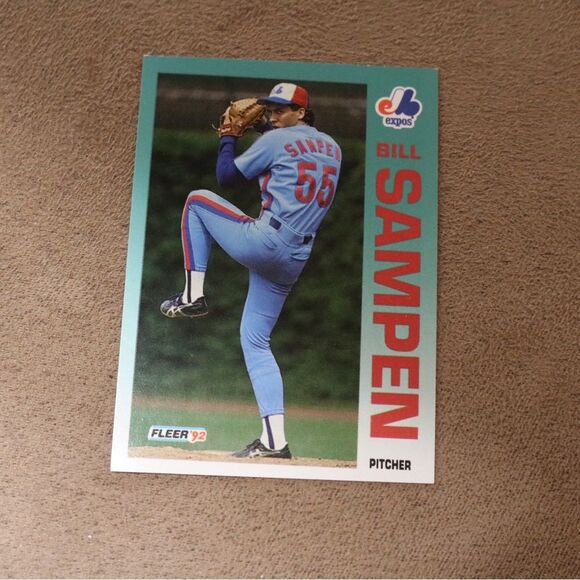 expos
BILL
SAMPEN
SAMPEN
55
FLEER '92
PITCHER